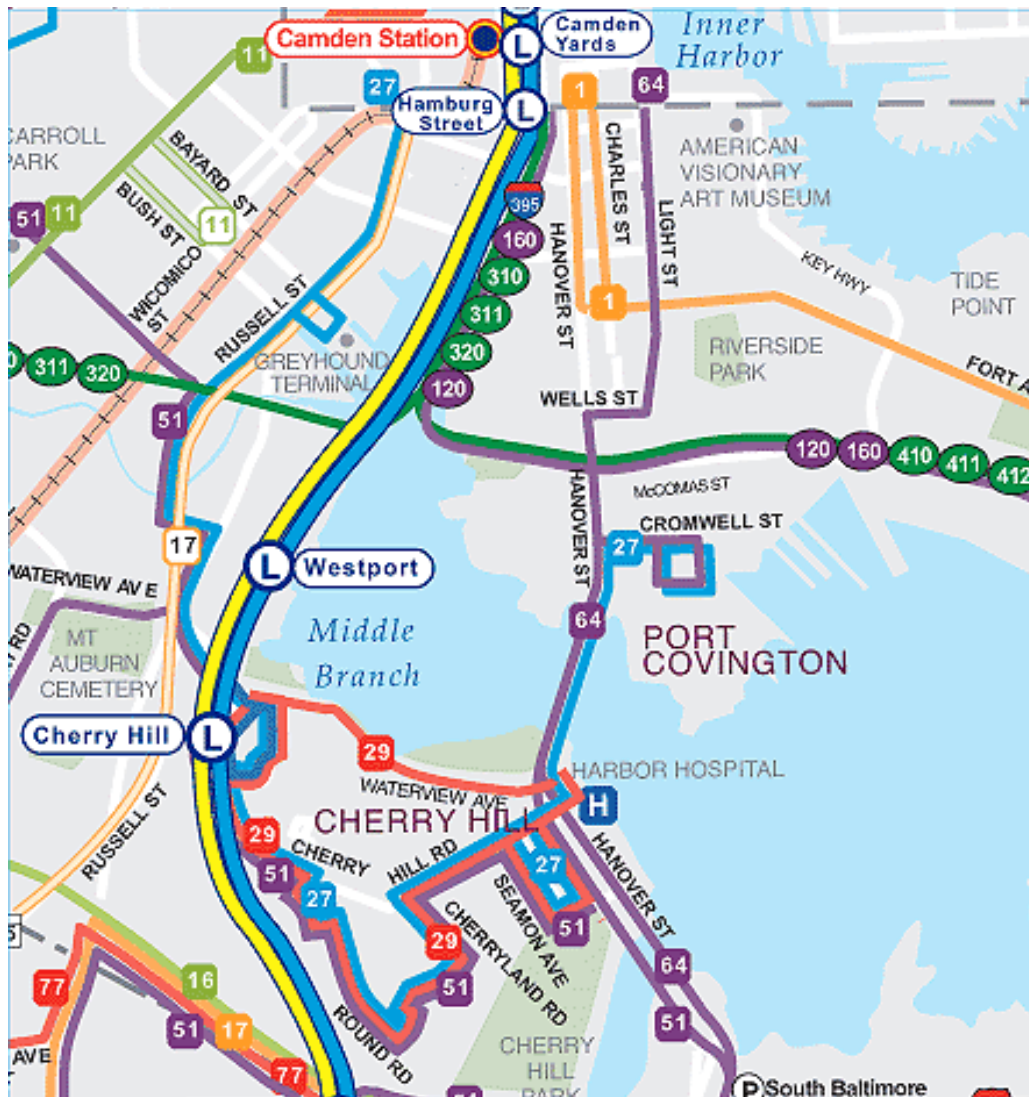 Camden Station
L
Camden
Yards
Inner
Harbor
11
27
Hamburg
Street
L
1
64
CARROLL
PARK
BAYARD ST
BUSH ST
11
51
11
WICOMICO
ST
RUSSELL ST
395
160
310
311
320
120
HANOVER ST
CHARLES ST
LIGHT ST
1
AMERICAN
VISIONARY
ART MUSEUM
KEY HWY
TIDE
POINT
RIVERSIDE
PARK
FORT A
GREYHOUND
TERMINAL
311
320
51
WELLS ST
120
160
410
411
412
McCOMAS ST
HANOVER ST
CROMWELL ST
27
17
L
Westport
WATERVIEW AVE
RD
MT
AUBURN
CEMETERY
Middle
Branch
64
PORT
COVINGTON
Cherry Hill
L
29
WATERVIEW AVE
HARBOR HOSPITAL
H
CHERRY HILL
RUSSELL ST
29
CHERRY
HILL RD
51
27
27
51
SEAMON AVE
HANOVER ST
29
51
CHERRYLAND RD
64
51
77
16
51
17
77
AVE
ROUND RD
CHERRY
HILL
PARK
P
South Baltimore